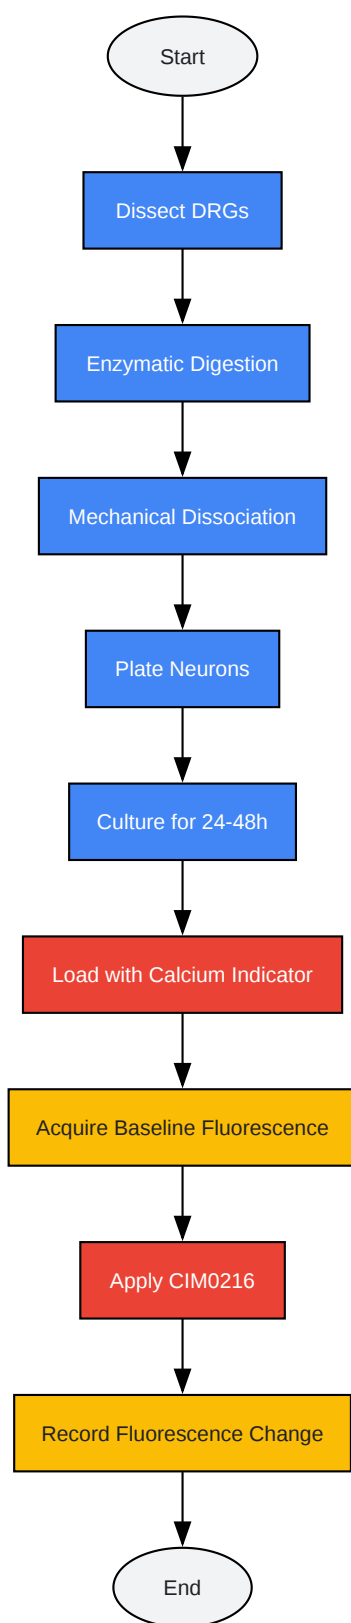 Start
Dissect DRGs
Enzymatic Digestion
Mechanical Dissociation
Plate Neurons
Culture for 24-48h
Load with Calcium Indicator
Acquire Baseline Fluorescence
Apply CIM0216
Record Fluorescence Change
End